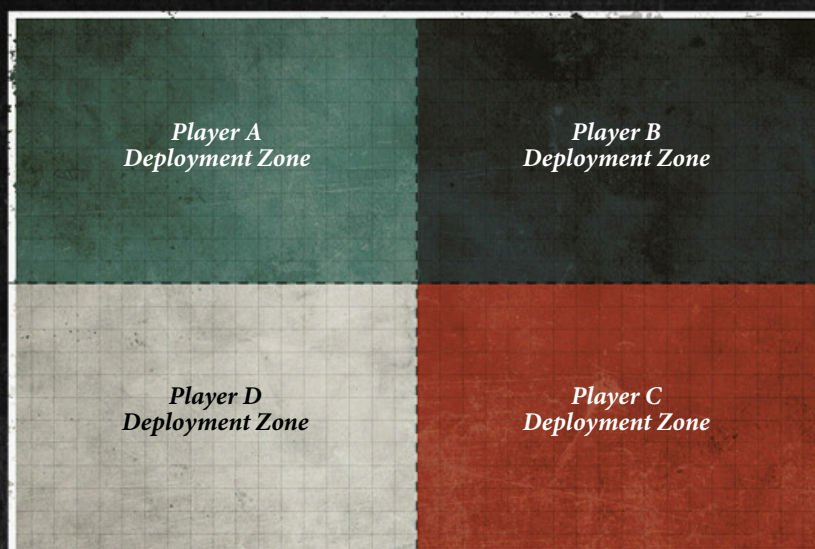 Player A
Deployment Zone
Player B
Deployment Zone
Player D
Deployment Zone
Player C
Deployment Zone